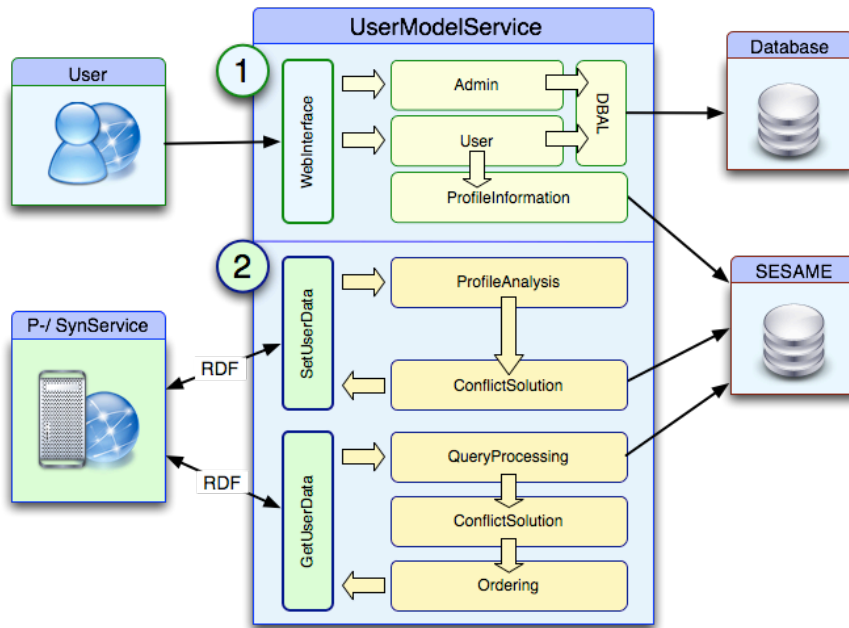 UserModelService
User
1
WebInterface
Admin
User
DBAL
ProfileInformation
Database
SESAME
2
P-/ SynService
RDF
RDF
SetUserData
ProfileAnalysis
ConflictSolution
GetUserData
QueryProcessing
ConflictSolution
Ordering